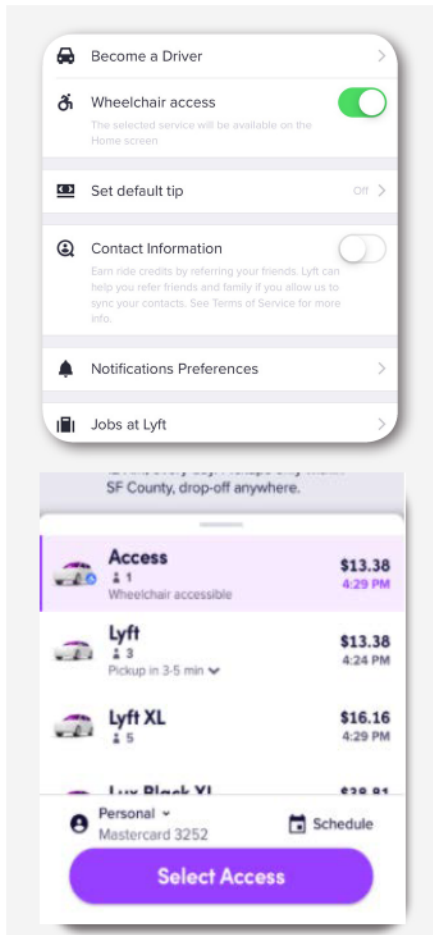 Become a Driver
Wheelchair access
The selected service will be available on the
Home screen
Set default tip
Off
Contact Information
Earn ride credits by referring your friends. Lyft can
help you refer friends and family if you allow us to
sync your contacts. See Terms of Service for more
info.
Notifications Preferences
Jobs at Lyft
SF County, drop-off anywhere.
Access
$13.38
1
4:29 PM
Wheelchair accessible
Lyft
$13.38
3
4:24 PM
Pickup in 3-5 min
Lyft XL
$16.16
5
4:29 PM
Lux Black XL
$38.81
Personal
Mastercard 3252
Schedule
Select Access